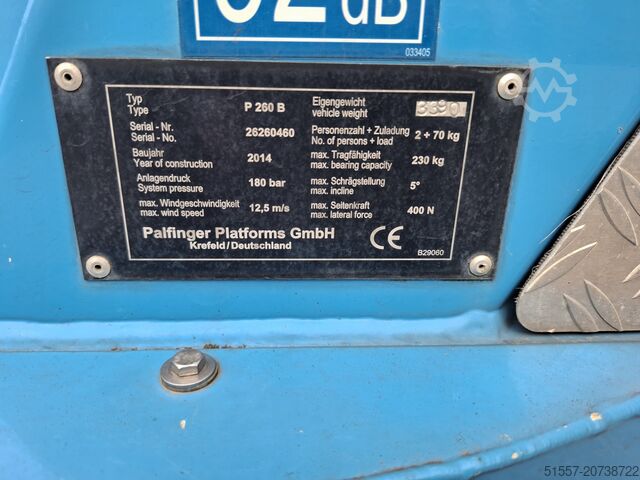 dB
033405
Typ
Type
P 260 B
Eigengewicht
vehicle weight
3390
Serial - Nr.
Serial - No.
26260460
Personenzahl + Zuladung
No. of persons + load
2 + 70 kg
Baujahr
Year of construction
2014
max. Tragfähigkeit
max. bearing capacity
230 kg
Anlagendruck
System pressure
180 bar
max. Schrägstellung
max. incline
5°
max. Windgeschwindigkeit
max. wind speed
12,5 m/s
max. Seitenkraft
max. lateral force
400 N
Palfinger Platforms GmbH
Krefeld/Deutschland
CE
B29060
Machineseeker
51557-20738722